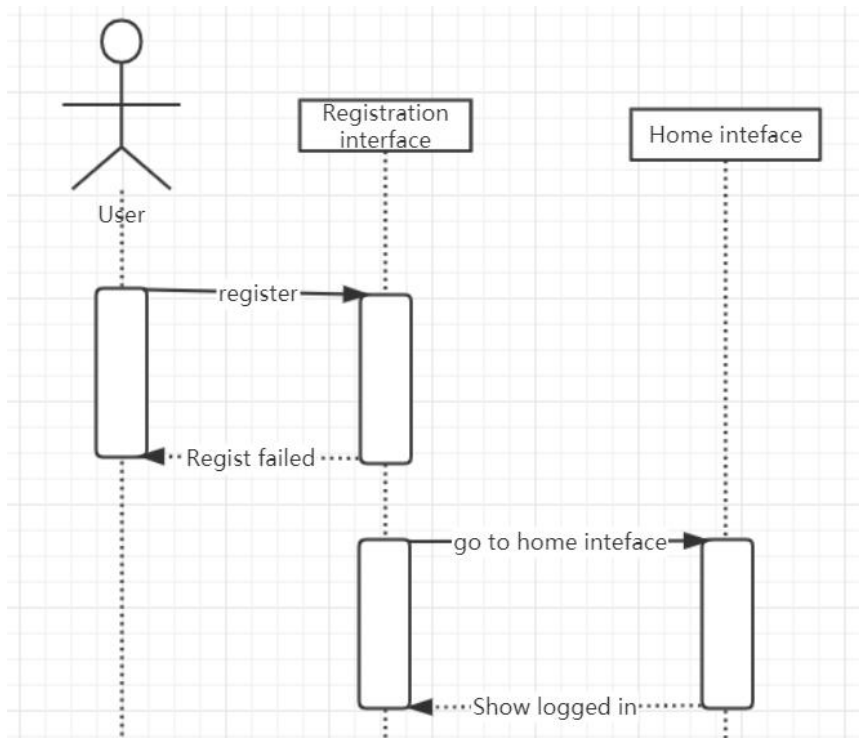 Registration
interface
Home inteface
User
register
Regist failed
go to home inteface
Show logged in